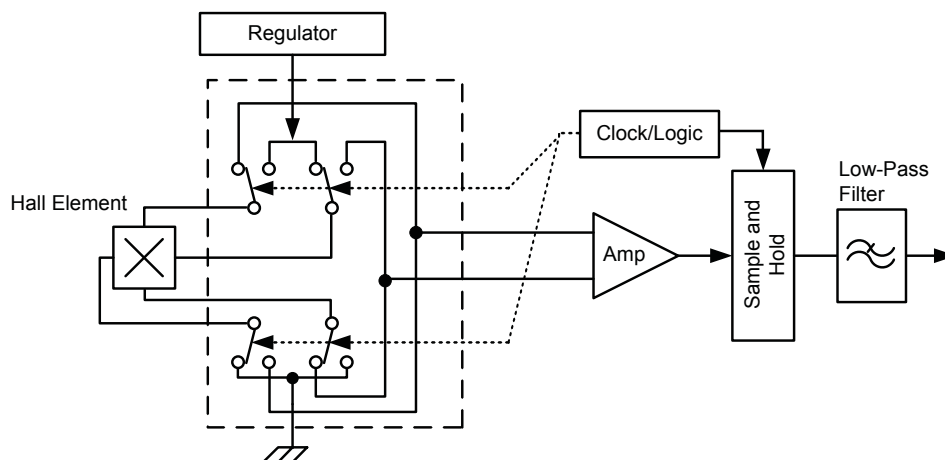 Regulator
Clock/Logic
Low-Pass
Filter
Hall Element
Amp
Sample and
Hold